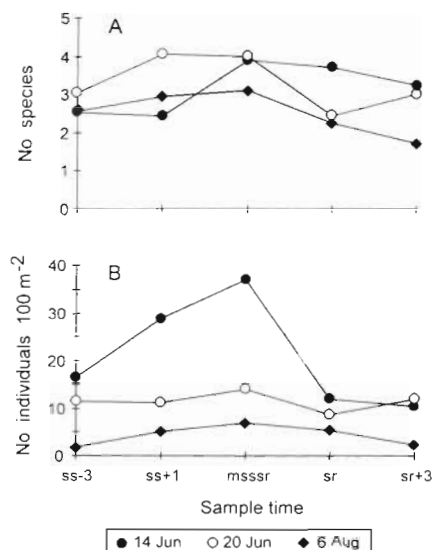 A
No species
5
4
3
2
1
0
B
No individuals 100 m-2
40
30
20
10
0
ss-3
ss+1
msssr
sr
sr+3
Sample time
14 Jun
20 Jun
6 Aug